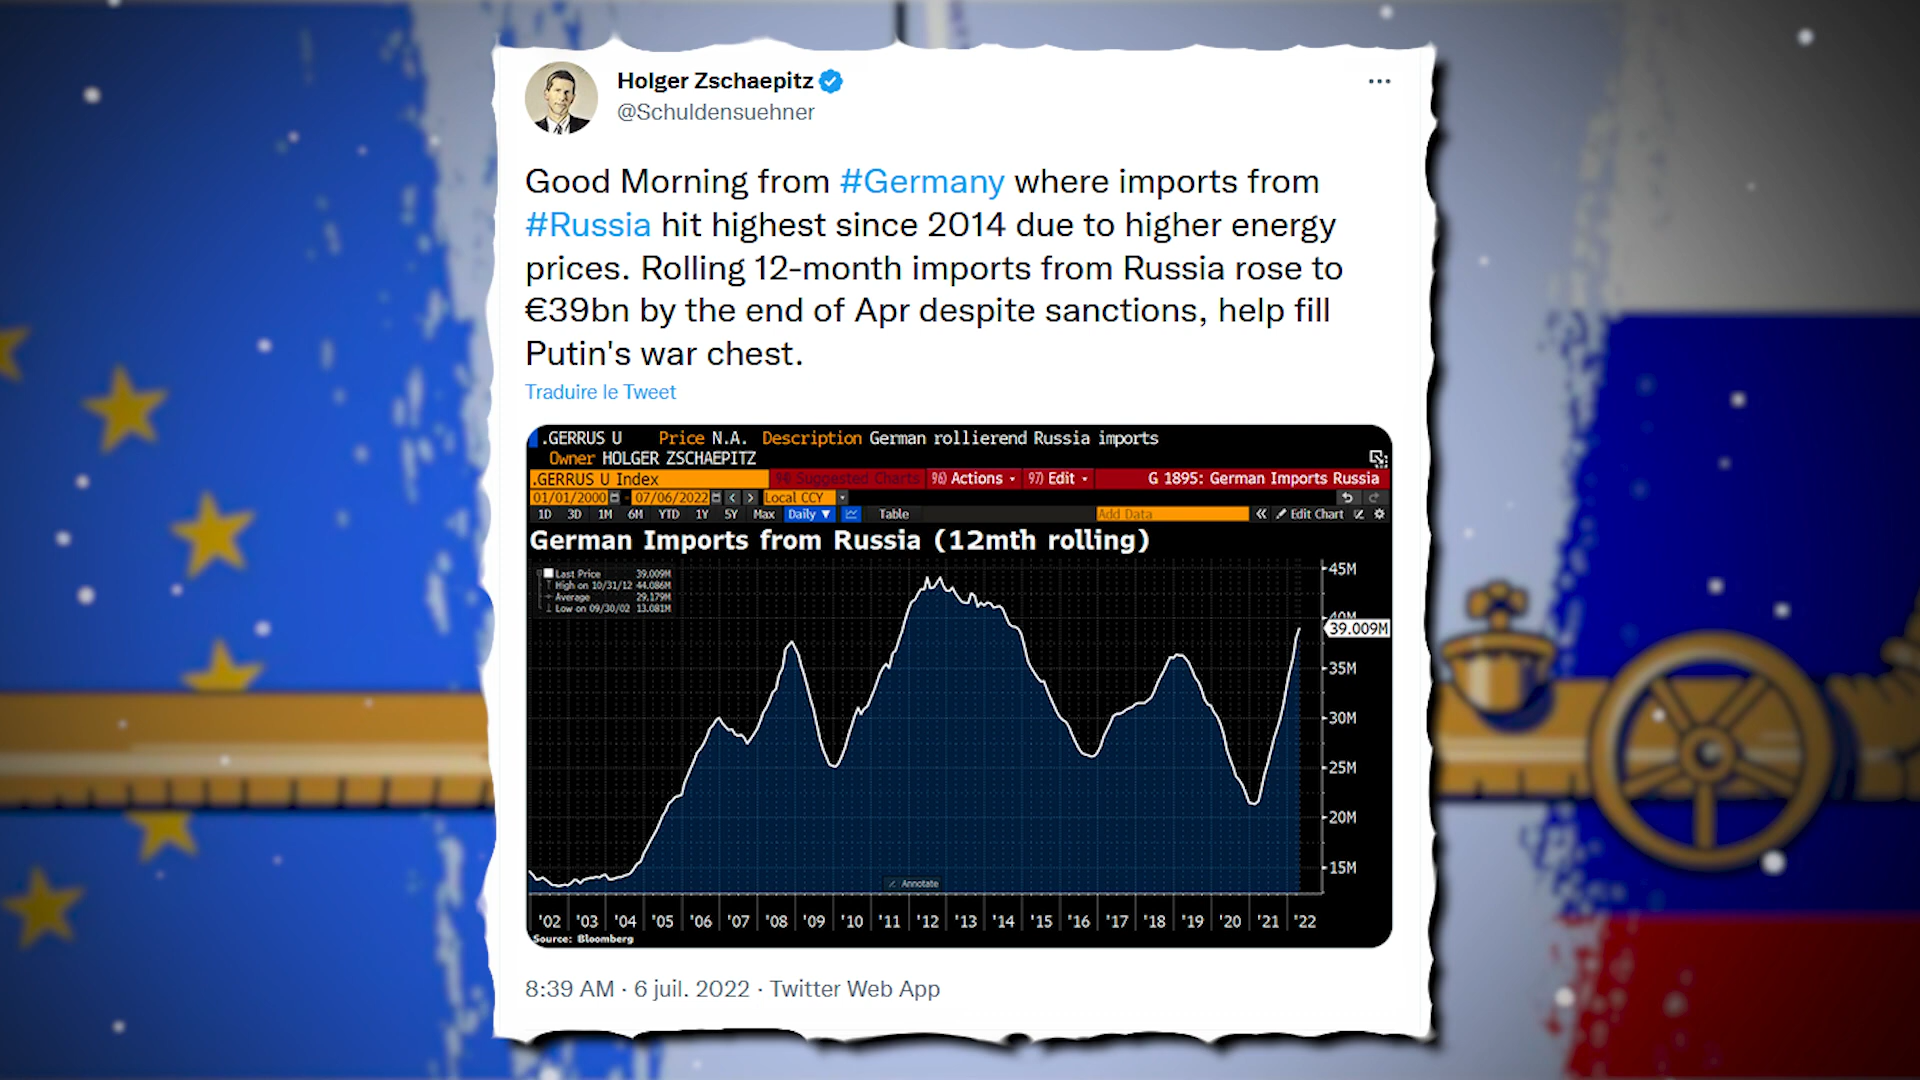 Holger Zschaepitz
@Schuldensuehner
Good Morning from #Germany where imports from
#Russia hit highest since 2014 due to higher energy
prices. Rolling 12-month imports from Russia rose to
€39bn by the end of Apr despite sanctions, help fill
Putin's war chest.
Traduire le Tweet
.GERRUS U Price N.A. Description German rollierend Russia imports
Owner HOLGER ZSCHAEPITZ
.GERRUS U Index 94) Suggested Charts 96) Actions 97) Edit G 1895: German Imports Russia
01/01/2000 - 07/06/2022 Local CCY
1D 3D 1M 6M YTD 1Y 5Y Max Daily ▼ Table Add Data « Edit Chart
German Imports from Russia (12mth rolling)
Last Price 39.009M
High on 10/31/12 44.086M
Average 29.179M
Low on 09/30/02 13.081M
45M
40M
39.009M
35M
30M
25M
20M
15M
Annotate
'02 '03 '04 '05 '06 '07 '08 '09 '10 '11 '12 '13 '14 '15 '16 '17 '18 '19 '20 '21 '22
Source: Bloomberg
8:39 AM · 6 juil. 2022 · Twitter Web App